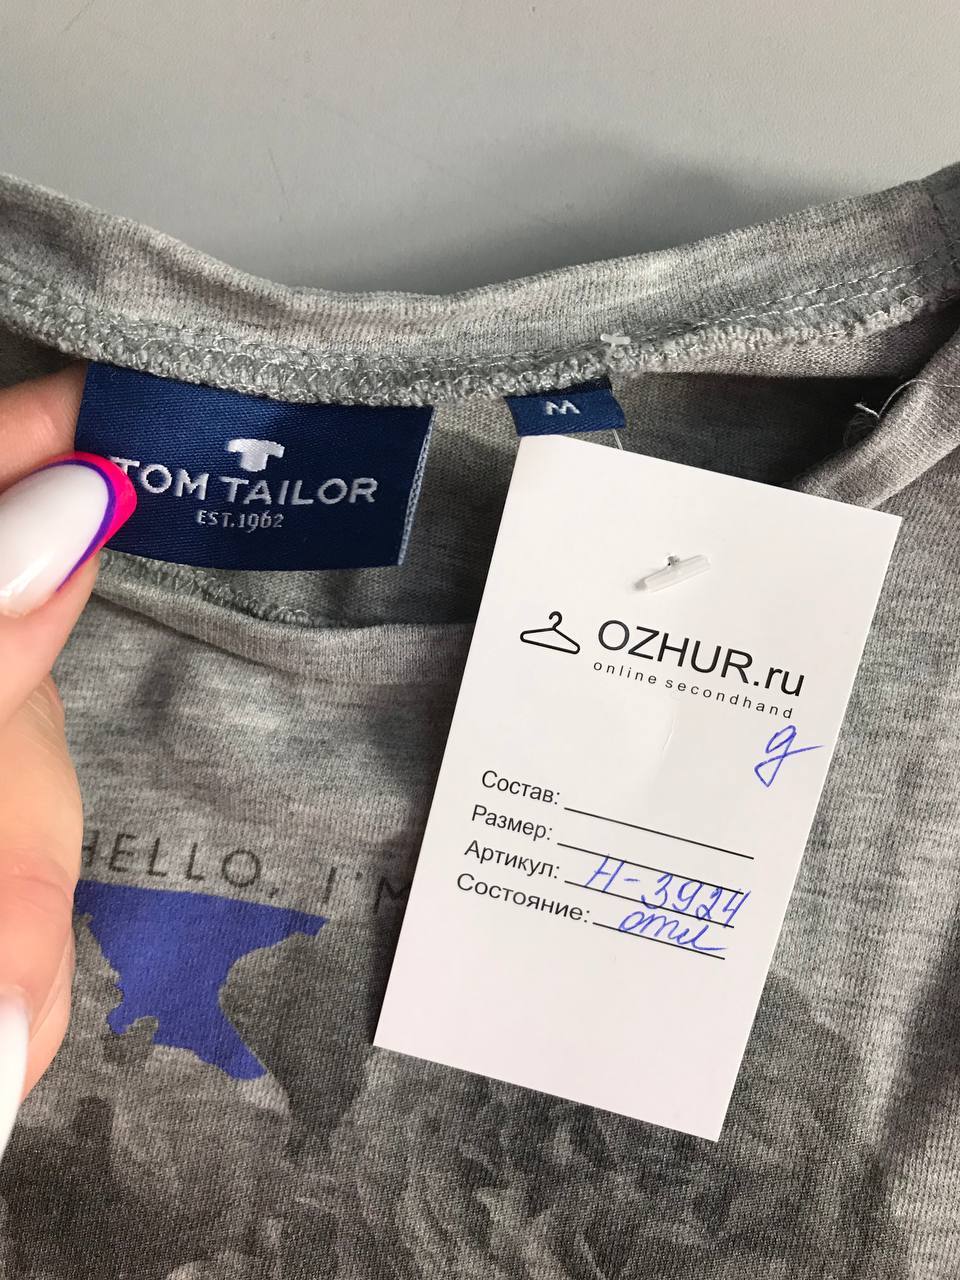 TOM TAILOR
EST.1962
M
OZHUR.ru
online secondhand
д
Состав:
Размер:
Артикул: Н-3924
Состояние: отл
HELLO, I'M